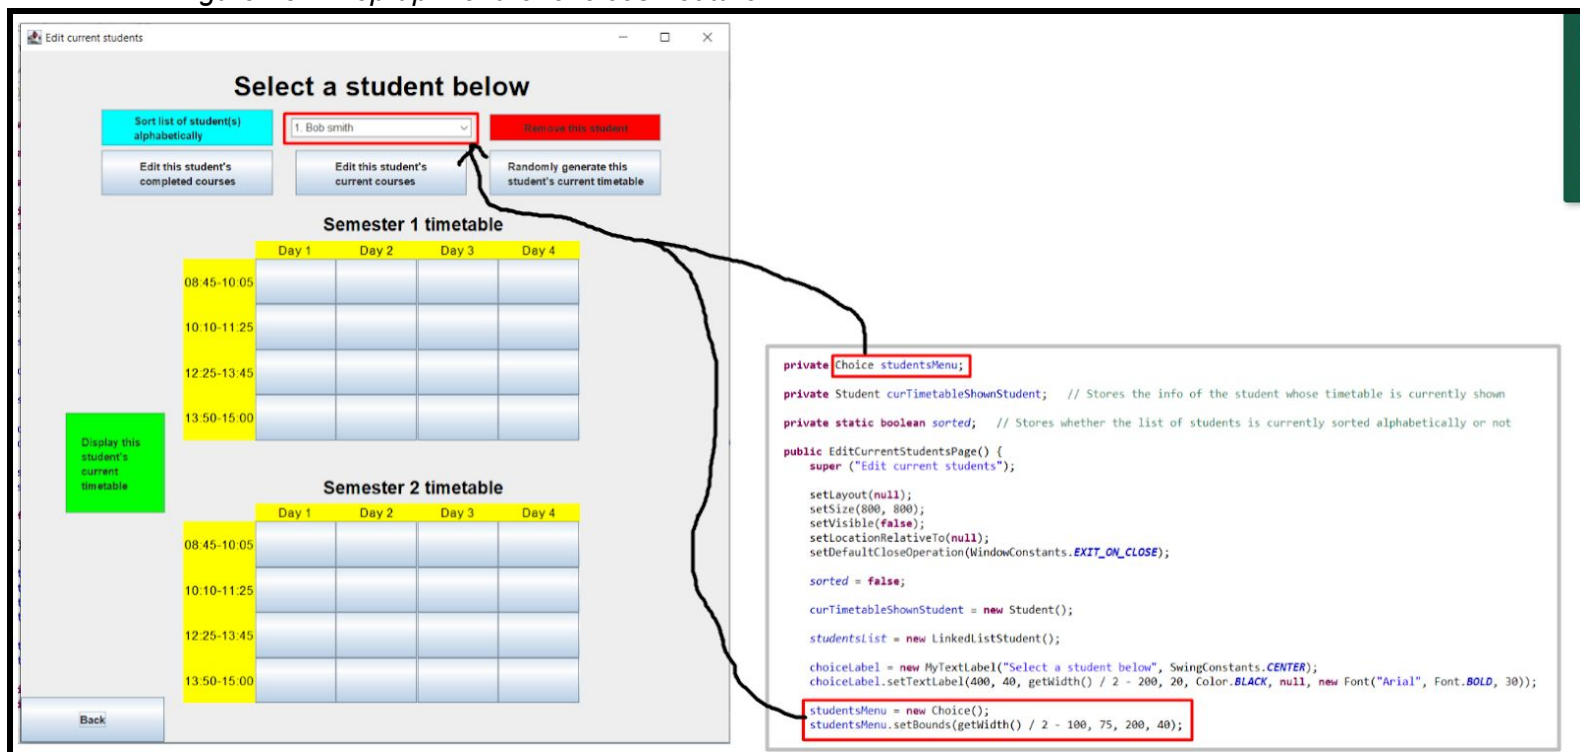 Edit current students
Select a student below
Sort list of student(s)
alphabetically
1. Bob smith
Remove this student
Edit this student's
completed courses
Edit this student's
current courses
Randomly generate this
student's current timetable
Semester 1 timetable
Day 1 Day 2 Day 3 Day 4
08:45-10:05
10:10-11:25
12:25-13:45
13:50-15:00
Display this
student's
current
timetable
Semester 2 timetable
Day 1 Day 2 Day 3 Day 4
08:45-10:05
10:10-11:25
12:25-13:45
13:50-15:00
Back
private Choice studentsMenu;
private Student curTimetableShownStudent;   // Stores the info of the student whose timetable is currently shown
private static boolean sorted;   // Stores whether the list of students is currently sorted alphabetically or not
public EditCurrentStudentsPage() {
super ("Edit current students");
setLayout(null);
setSize(800, 800);
setVisible(false);
setLocationRelativeTo(null);
setDefaultCloseOperation(WindowConstants.EXIT_ON_CLOSE);
sorted = false;
curTimetableShownStudent = new Student();
studentsList = new LinkedListStudent();
choiceLabel = new MyTextLabel("Select a student below", SwingConstants.CENTER);
choiceLabel.setTextLabel(400, 40, getWidth() / 2 - 200, 20, Color.BLACK, null, new Font("Arial", Font.BOLD, 30));
studentsMenu = new Choice();
studentsMenu.setBounds(getWidth() / 2 - 100, 75, 200, 40);